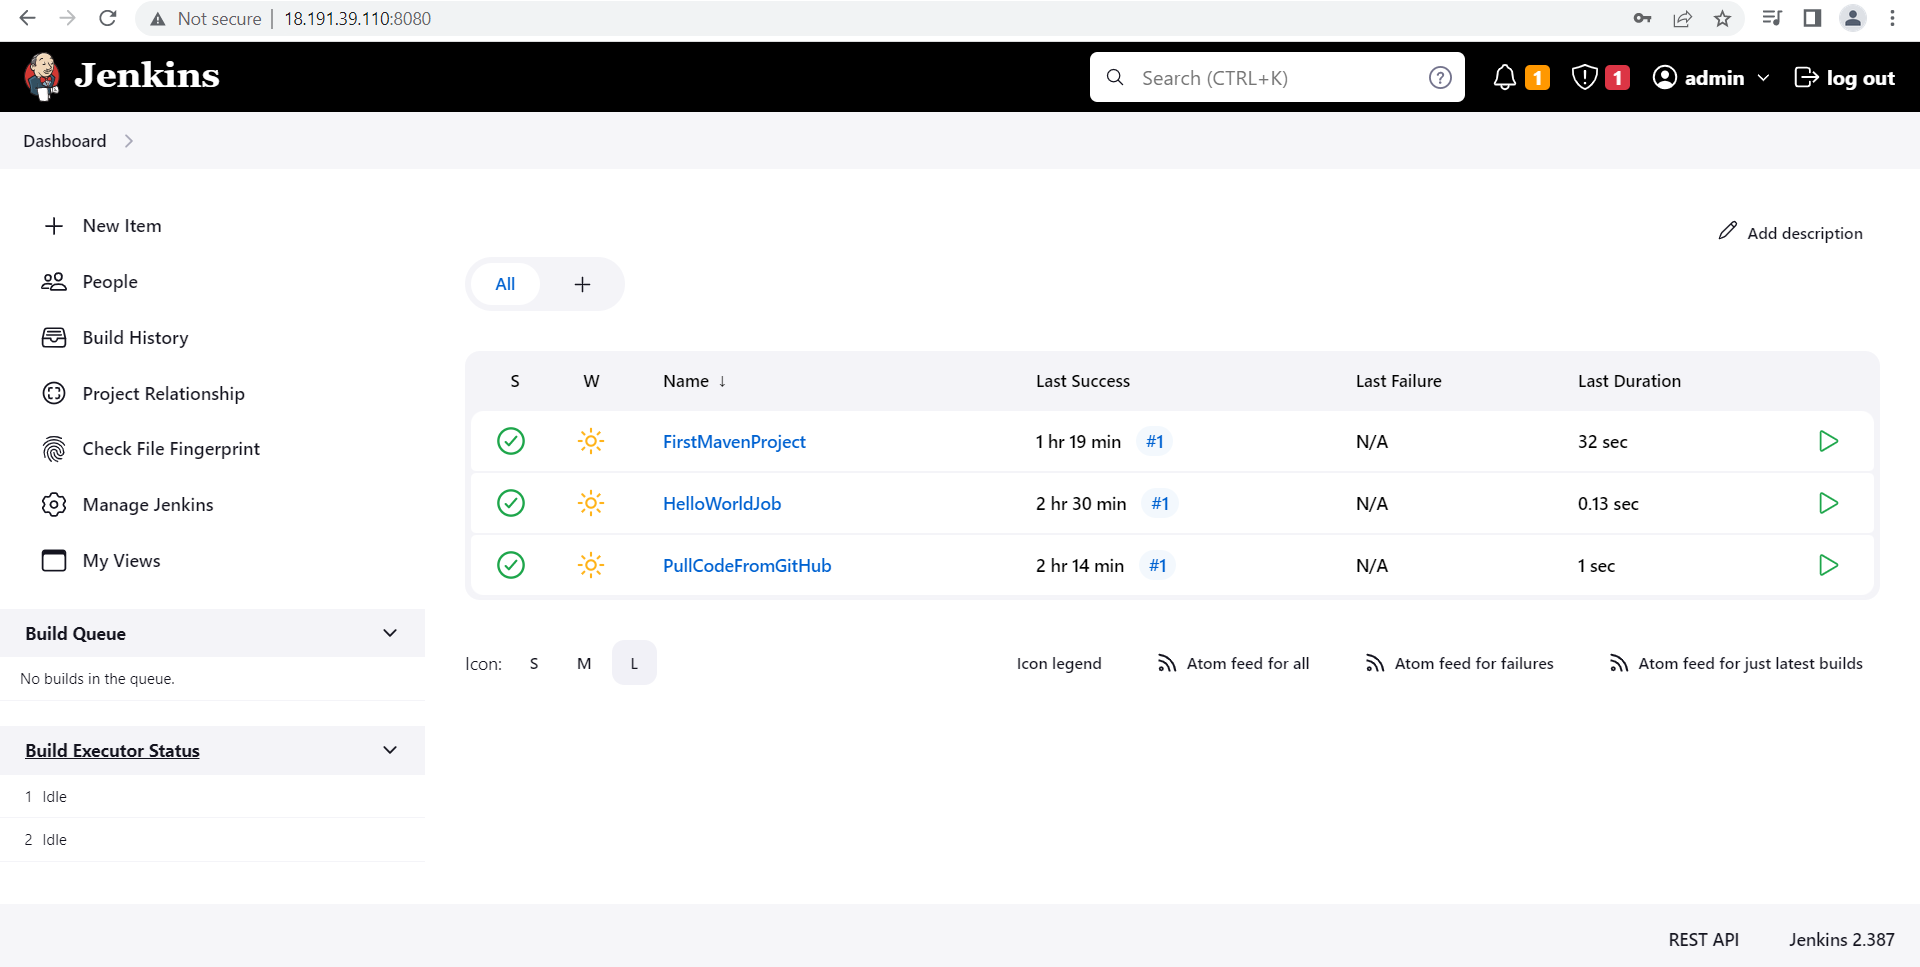 Not secure | 18.191.39.110:8080
Jenkins Search (CTRL+K) ? 1 1 admin log out
Dashboard
New Item
People
Build History
Project Relationship
Check File Fingerprint
Manage Jenkins
My Views
Build Queue
No builds in the queue.
Build Executor Status
1 Idle
2 Idle
Add description
All +
S W Name ↓ Last Success Last Failure Last Duration
FirstMavenProject 1 hr 19 min #1 N/A 32 sec
HelloWorldJob 2 hr 30 min #1 N/A 0.13 sec
PullCodeFromGitHub 2 hr 14 min #1 N/A 1 sec
Icon: S M L Icon legend Atom feed for all Atom feed for failures Atom feed for just latest builds
REST API Jenkins 2.387